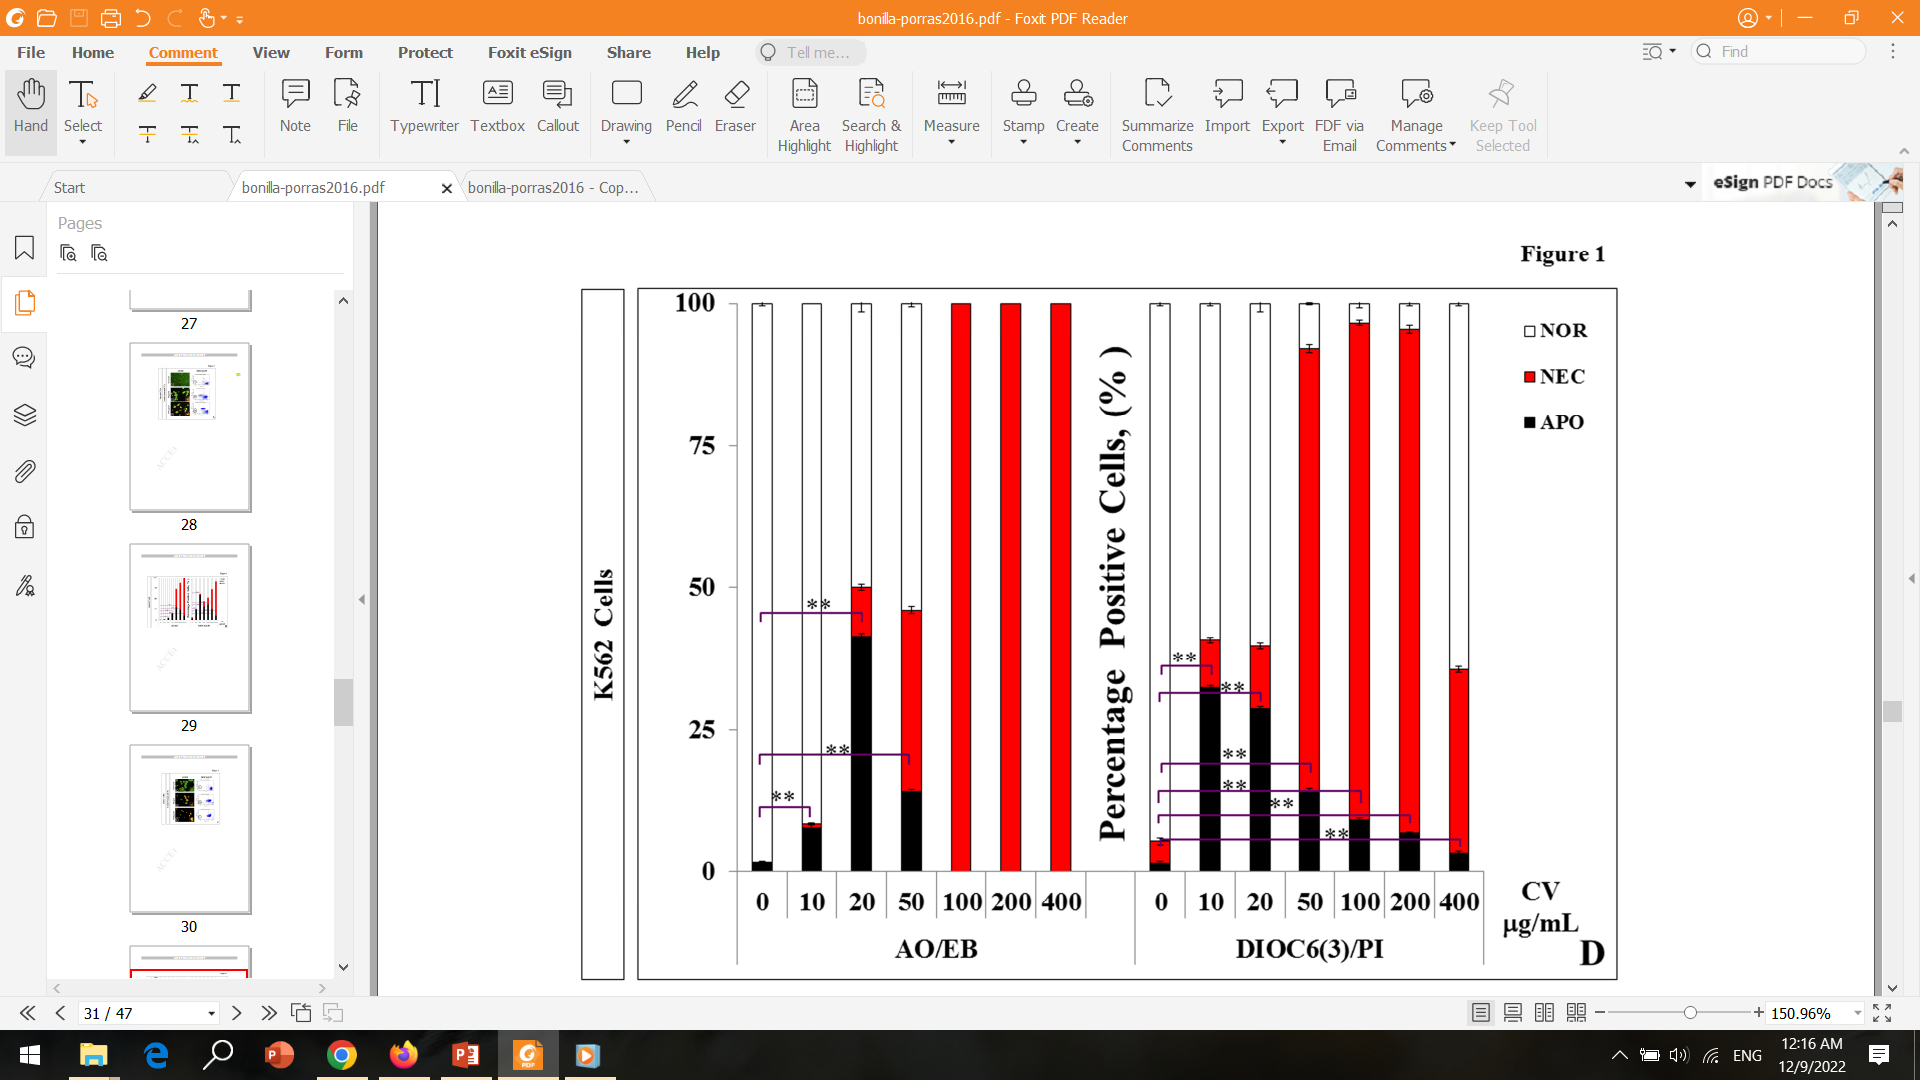 bonilla-porras2016.pdf - Foxit PDF Reader
File Home Comment View Form Protect Foxit eSign Share Help Tell me... Find
Hand Select Note File Typewriter Textbox Callout Drawing Pencil Eraser Area Highlight Search & Highlight Measure Stamp Create Summarize Comments Import Export FDF via Email Manage Comments Keep Tool Selected
Start bonilla-porras2016.pdf bonilla-porras2016 - Cop... eSign PDF Docs
Pages
27
28
29
30
Figure 1
K562 Cells
100
75
50
25
0
Percentage Positive Cells, (% )
NOR
NEC
APO
**
**
**
**
**
**
**
**
**
0 10 20 50 100 200 400 0 10 20 50 100 200 400
CV
µg/mL
AO/EB DIOC6(3)/PI
D
31 / 47 150.96%
ENG
12:16 AM
12/9/2022